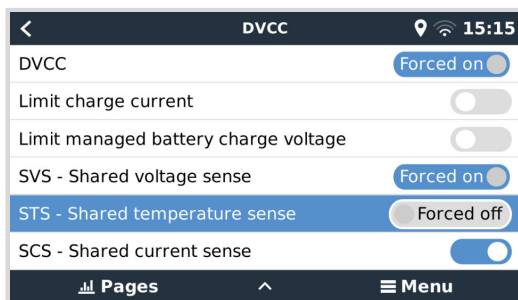 DVCC 15:15
DVCC Forced on
Limit charge current
Limit managed battery charge voltage
SVS - Shared voltage sense Forced on
STS - Shared temperature sense Forced off
SCS - Shared current sense
Pages Menu